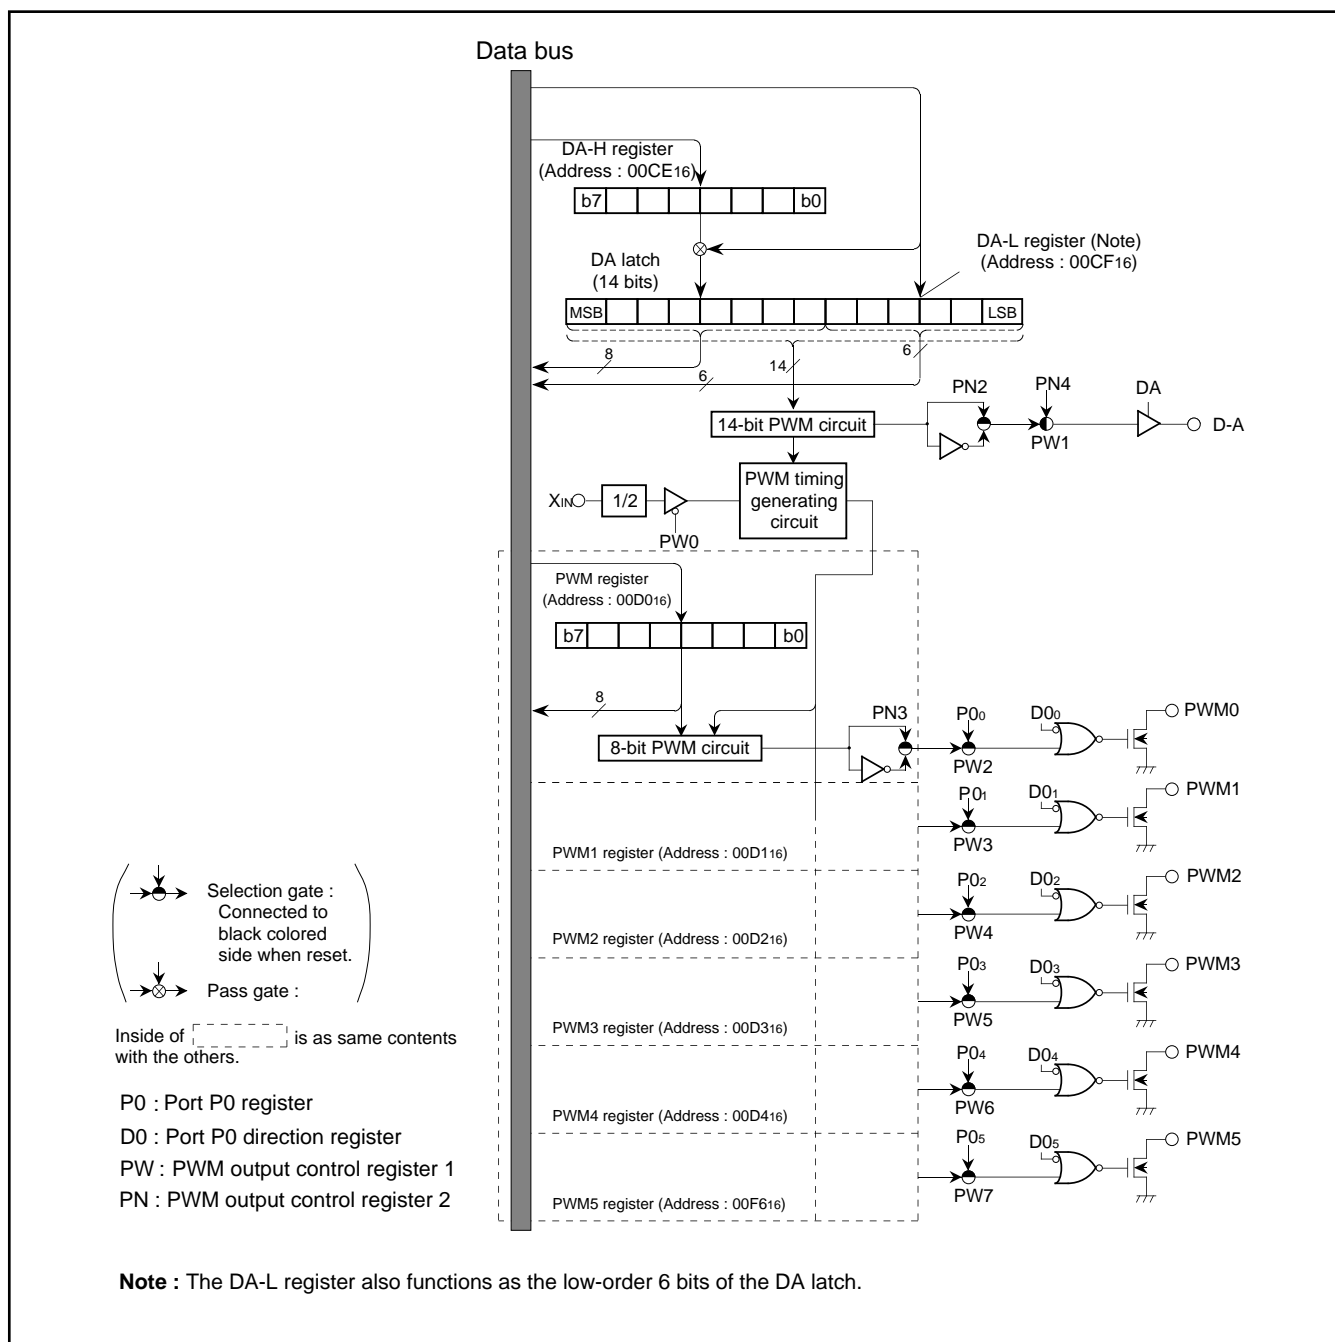 Data bus
DA-H register
(Address : 00CE16)
b7 b0
DA-L register (Note)
(Address : 00CF16)
DA latch
(14 bits)
MSB LSB
8
14
6
6
PN2 PN4 DA
14-bit PWM circuit
PW1
D-A
XIN
1/2
PW0
PWM timing
generating
circuit
PWM register
(Address : 00D016)
b7 b0
8
8-bit PWM circuit
PN3
P00
PW2
D00
PWM0
P01
PW3
D01
PWM1
PWM1 register (Address : 00D116)
P02
PW4
D02
PWM2
PWM2 register (Address : 00D216)
P03
PW5
D03
PWM3
PWM3 register (Address : 00D316)
P04
PW6
D04
PWM4
PWM4 register (Address : 00D416)
P05
PW7
D05
PWM5
PWM5 register (Address : 00F616)
Selection gate :
Connected to
black colored
side when reset.
Pass gate :
Inside of is as same contents
with the others.
P0 : Port P0 register
D0 : Port P0 direction register
PW : PWM output control register 1
PN : PWM output control register 2
Note : The DA-L register also functions as the low-order 6 bits of the DA latch.